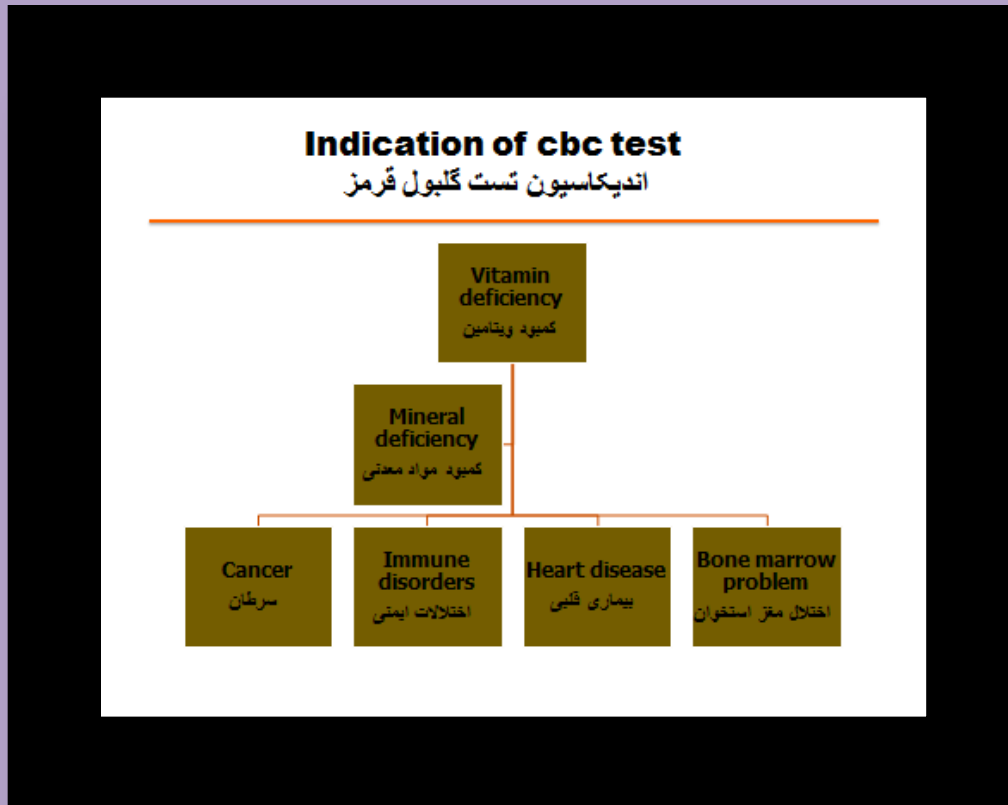 Indication of cbc test
اندیکاسیون تست گلبول قرمز
Vitamin
deficiency
کمبود ویتامین
Mineral
deficiency
کمبود مواد معدنی
Cancer
سرطان
Immune
disorders
اختلالات ایمنی
Heart disease
بیماری قلبی
Bone marrow
problem
اختلال مغز استخوان